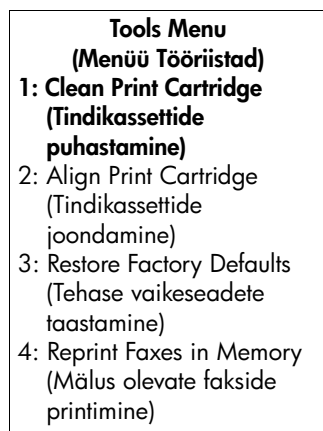 Tools Menu
(Menüü Tööriistad)
1: Clean Print Cartridge
(Tindikassettide
puhastamine)
2: Align Print Cartridge
(Tindikassettide
joondamine)
3: Restore Factory Defaults
(Tehase vaikeseadete
taastamine)
4: Reprint Faxes in Memory
(Mälus olevate fakside
printimine)